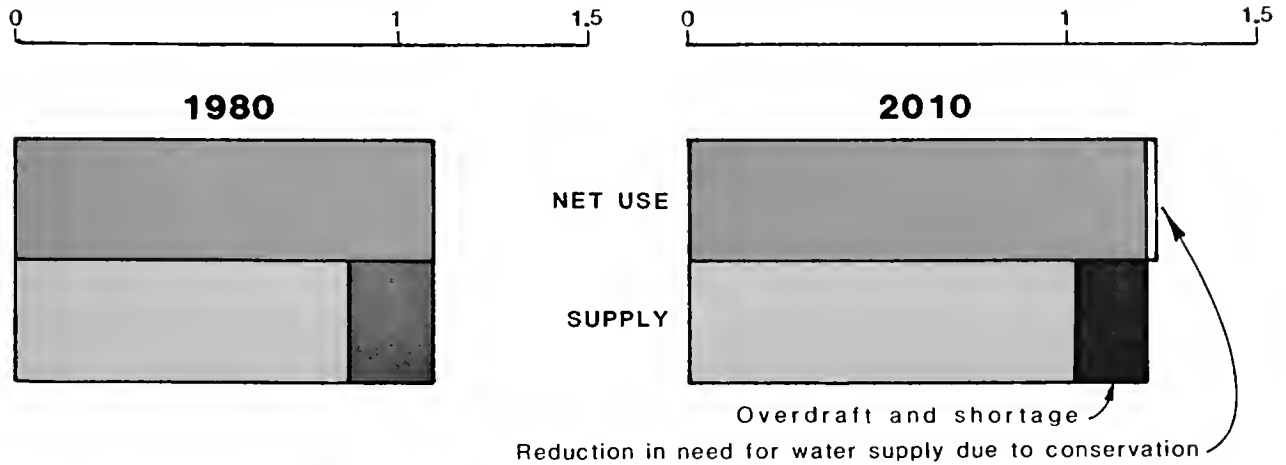 0 1 1.5 0 1 1.5
1980 2010
NET USE
SUPPLY
Overdraft and shortage
Reduction in need for water supply due to conservation